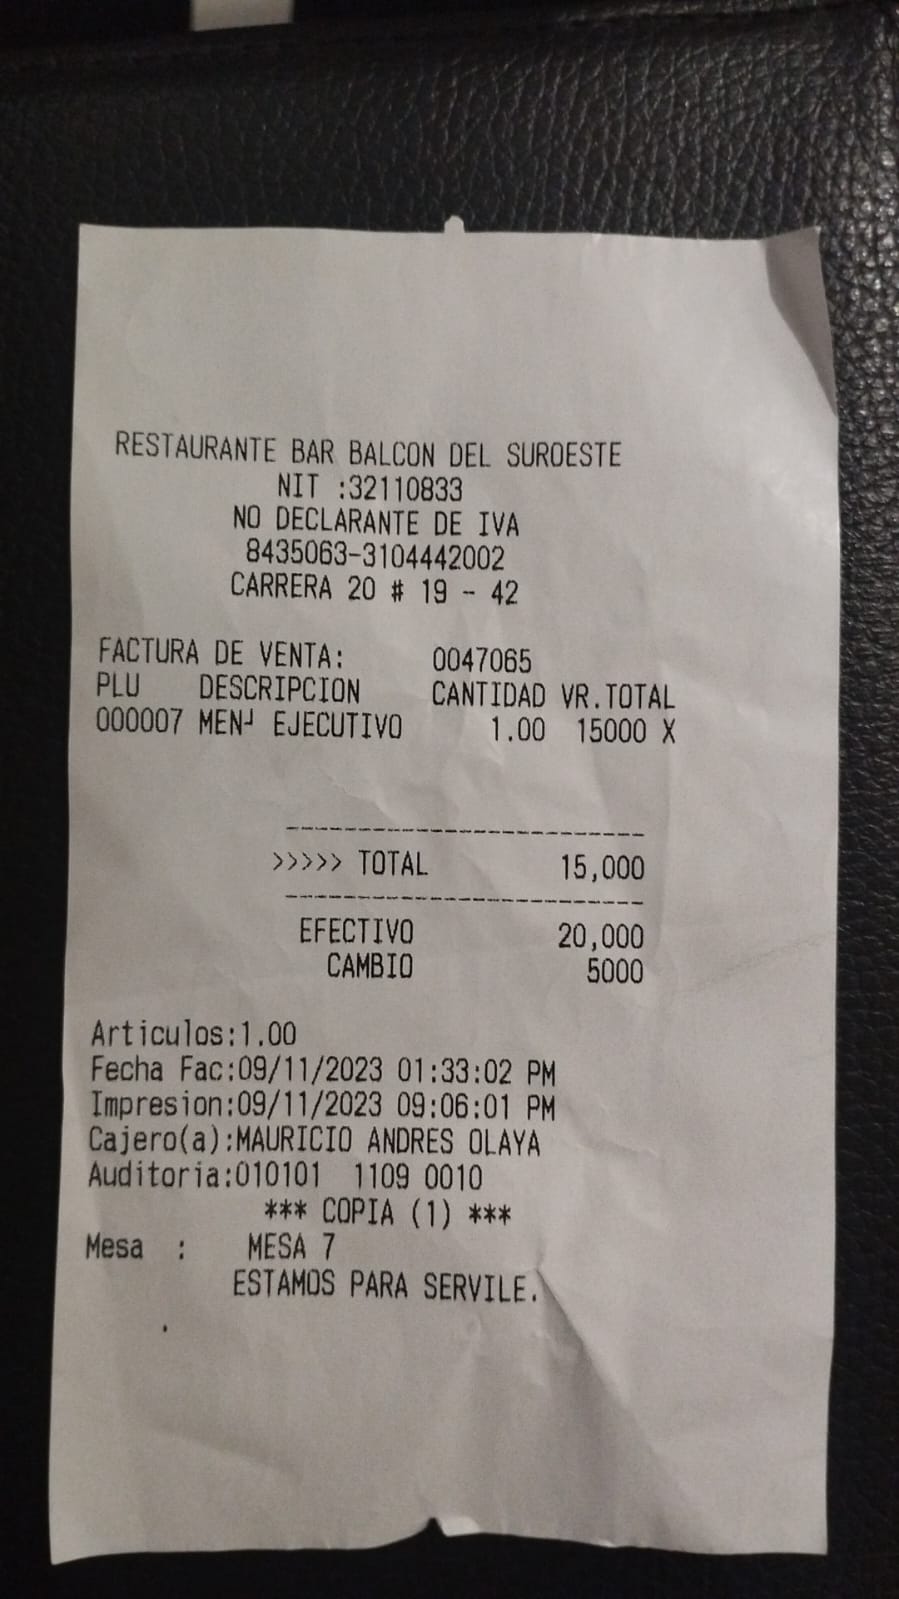 RESTAURANTE BAR BALCON DEL SUROESTE
NIT :32110833
NO DECLARANTE DE IVA
8435063-3104442002
CARRERA 20 # 19 - 42
FACTURA DE VENTA: 0047065
PLU DESCRIPCION CANTIDAD VR.TOTAL
000007 MEN┘ EJECUTIVO 1.00 15000 X
>>>>> TOTAL 15,000
EFECTIVO 20,000
CAMBIO 5000
Articulos:1.00
Fecha Fac:09/11/2023 01:33:02 PM
Impresion:09/11/2023 09:06:01 PM
Cajero(a):MAURICIO ANDRES OLAYA
Auditoria:010101 1109 0010
*** COPIA (1) ***
Mesa : MESA 7
ESTAMOS PARA SERVILE.